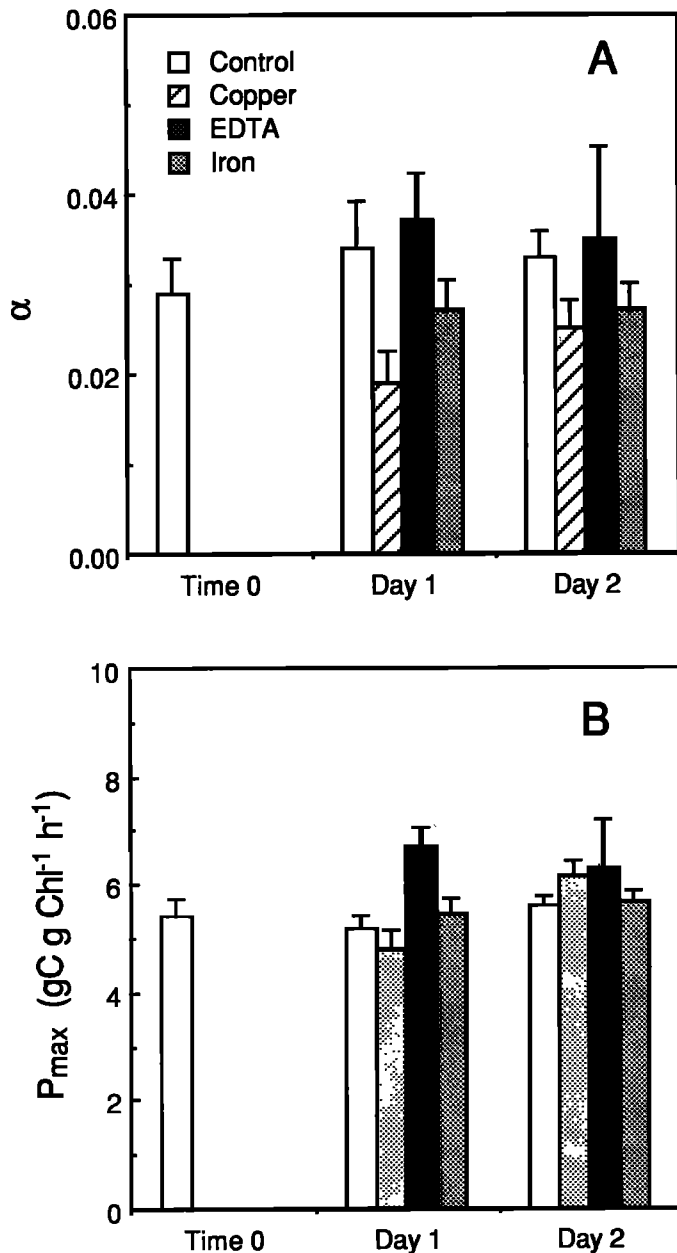 0.06
A
Control
Copper
EDTA
Iron
0.04
α
0.02
0.00
Time 0 Day 1 Day 2
10
B
8
Pmax (gC g Chl-1 h-1)
6
4
2
0
Time 0 Day 1 Day 2